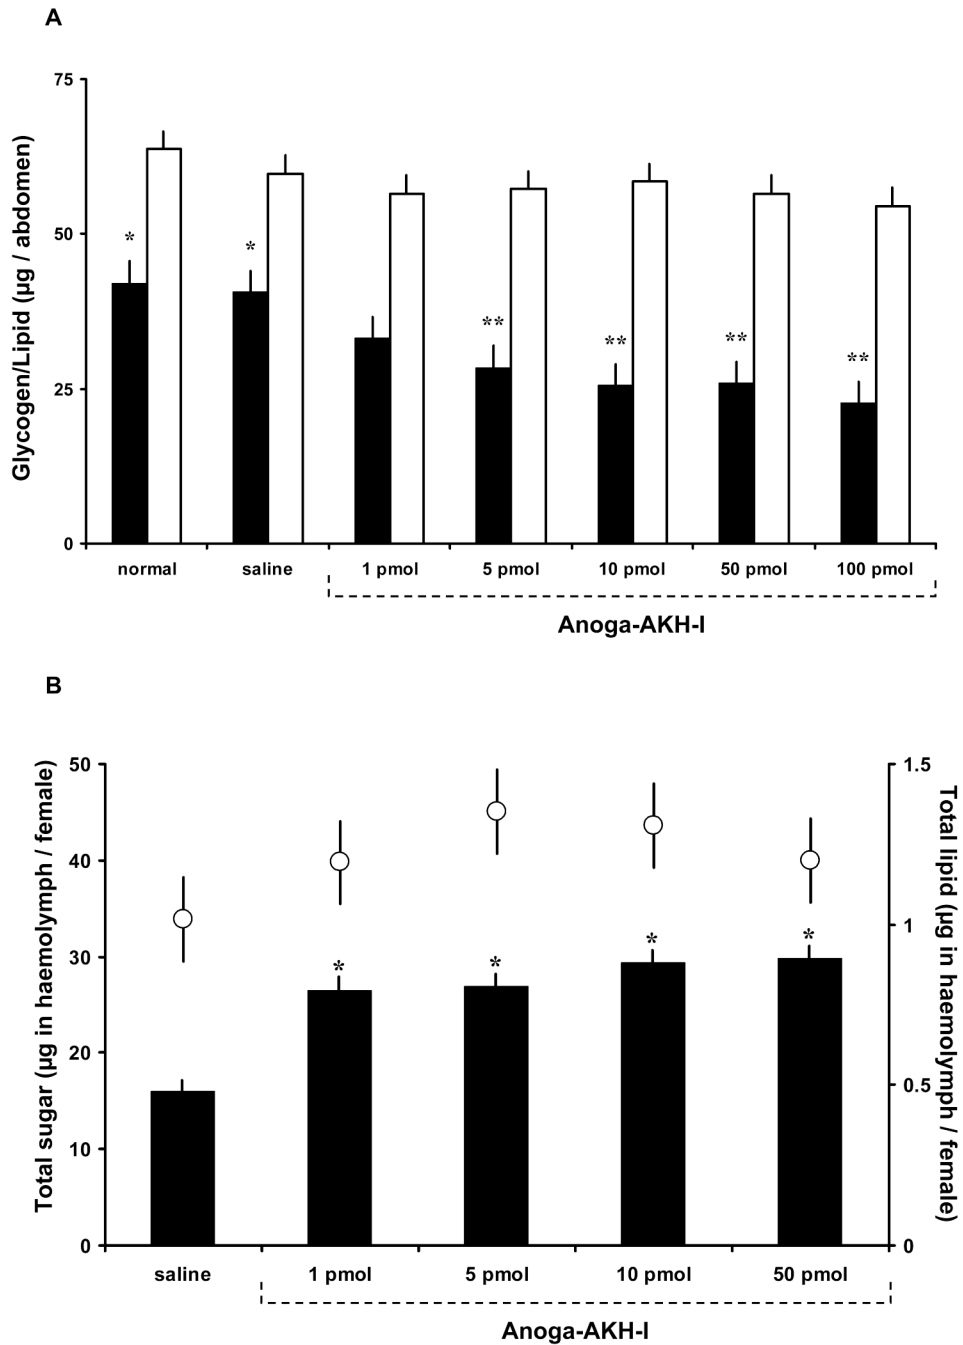 A
Glycogen/Lipid (µg / abdomen)
75
50
25
0
* *
** ** ** **
normal saline 1 pmol 5 pmol 10 pmol 50 pmol 100 pmol
Anoga-AKH-I
B
Total sugar (µg in haemolymph / female)
50
40
30
20
10
0
* * * *
1.5
1
0.5
0
Total lipid (µg in haemolymph / female)
saline 1 pmol 5 pmol 10 pmol 50 pmol
Anoga-AKH-I